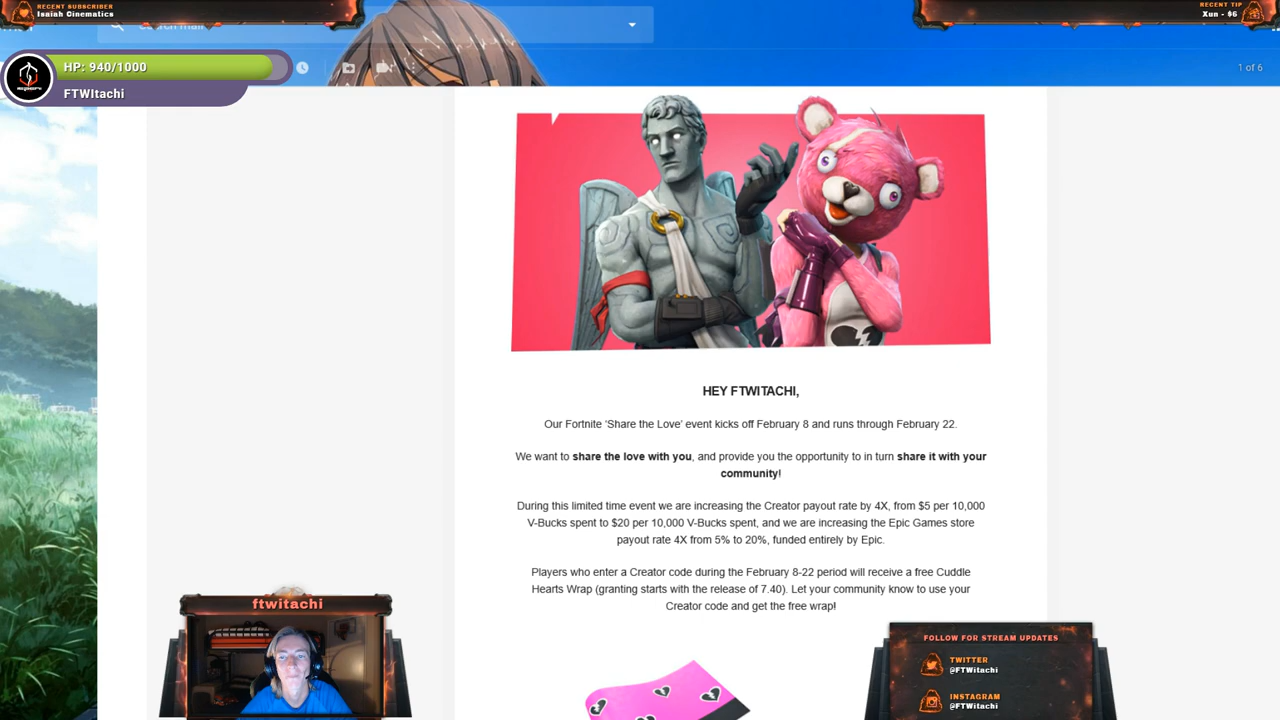 RECENT SUBSCRIBER
Isaiah Cinematics
RECENT TIP
Xun - $6
HP: 940/1000
FTWItachi
1 of 6
HEY FTWITACHI,
Our Fortnite 'Share the Love' event kicks off February 8 and runs through February 22.
We want to share the love with you, and provide you the opportunity to in turn share it with your
community!
During this limited time event we are increasing the Creator payout rate by 4X, from $5 per 10,000
V-Bucks spent to $20 per 10,000 V-Bucks spent, and we are increasing the Epic Games store
payout rate 4X from 5% to 20%, funded entirely by Epic.
Players who enter a Creator code during the February 8-22 period will receive a free Cuddle
Hearts Wrap (granting starts with the release of 7.40). Let your community know to use your
Creator code and get the free wrap!
ftwitachi
FOLLOW FOR STREAM UPDATES
TWITTER
@FTWitachi
INSTAGRAM
@FTWitachi